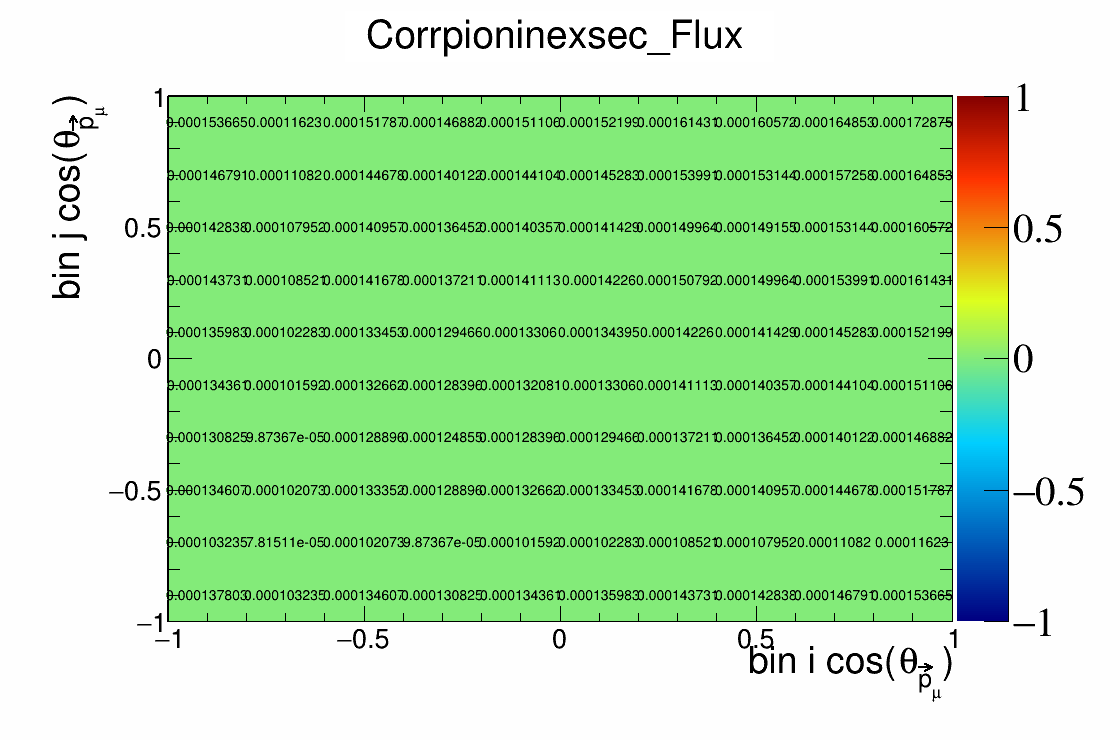 Corrpioninexsec_Flux
bin j cos(θp⃗μ)
1 0.000153665 0.00011623 0.000151787 0.000146882 0.000151106 0.000152199 0.000161431 0.000160572 0.000164853 0.000172875 1
0.000146791 0.00011082 0.000144678 0.000140122 0.000144104 0.000145283 0.000153991 0.000153144 0.000157258 0.000164853
0.5 0.000142838 0.000107952 0.000140957 0.000136452 0.000140357 0.000141429 0.000149964 0.000149155 0.000153144 0.000160572 0.5
0.000143731 0.000108521 0.000141678 0.000137211 0.000141113 0.00014226 0.000150792 0.000149964 0.000153991 0.000161431
0.000135983 0.000102283 0.000133453 0.000129466 0.00013306 0.000134395 0.00014226 0.000141429 0.000145283 0.000152199
0 0
0.000134361 0.000101592 0.000132662 0.000128396 0.000132081 0.00013306 0.000141113 0.000140357 0.000144104 0.000151106
0.000130825 9.87367e-05 0.000128896 0.000124855 0.000128396 0.000129466 0.000137211 0.000136452 0.000140122 0.000146882
−0.5 0.000134607 0.000102073 0.000133352 0.000128896 0.000132662 0.000133453 0.000141678 0.000140957 0.000144678 0.000151787 −0.5
0.000103235 7.81511e-05 0.000102073 9.87367e-05 0.000101592 0.000102283 0.000108521 0.000107952 0.00011082 0.00011623
0.000137803 0.000103235 0.000134607 0.000130825 0.000134361 0.000135983 0.000143731 0.000142838 0.000146791 0.000153665
−1 −1
−1 −0.5 0 0.5 1
bin i cos(θp⃗μ)